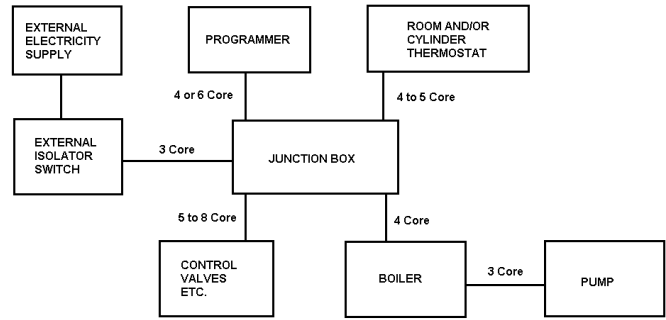 EXTERNAL
ELECTRICITY
SUPPLY
PROGRAMMER
ROOM AND/OR
CYLINDER
THERMOSTAT
4 or 6 Core
4 to 5 Core
EXTERNAL
ISOLATOR
SWITCH
3 Core
JUNCTION BOX
5 to 8 Core
4 Core
CONTROL
VALVES
ETC.
BOILER
3 Core
PUMP